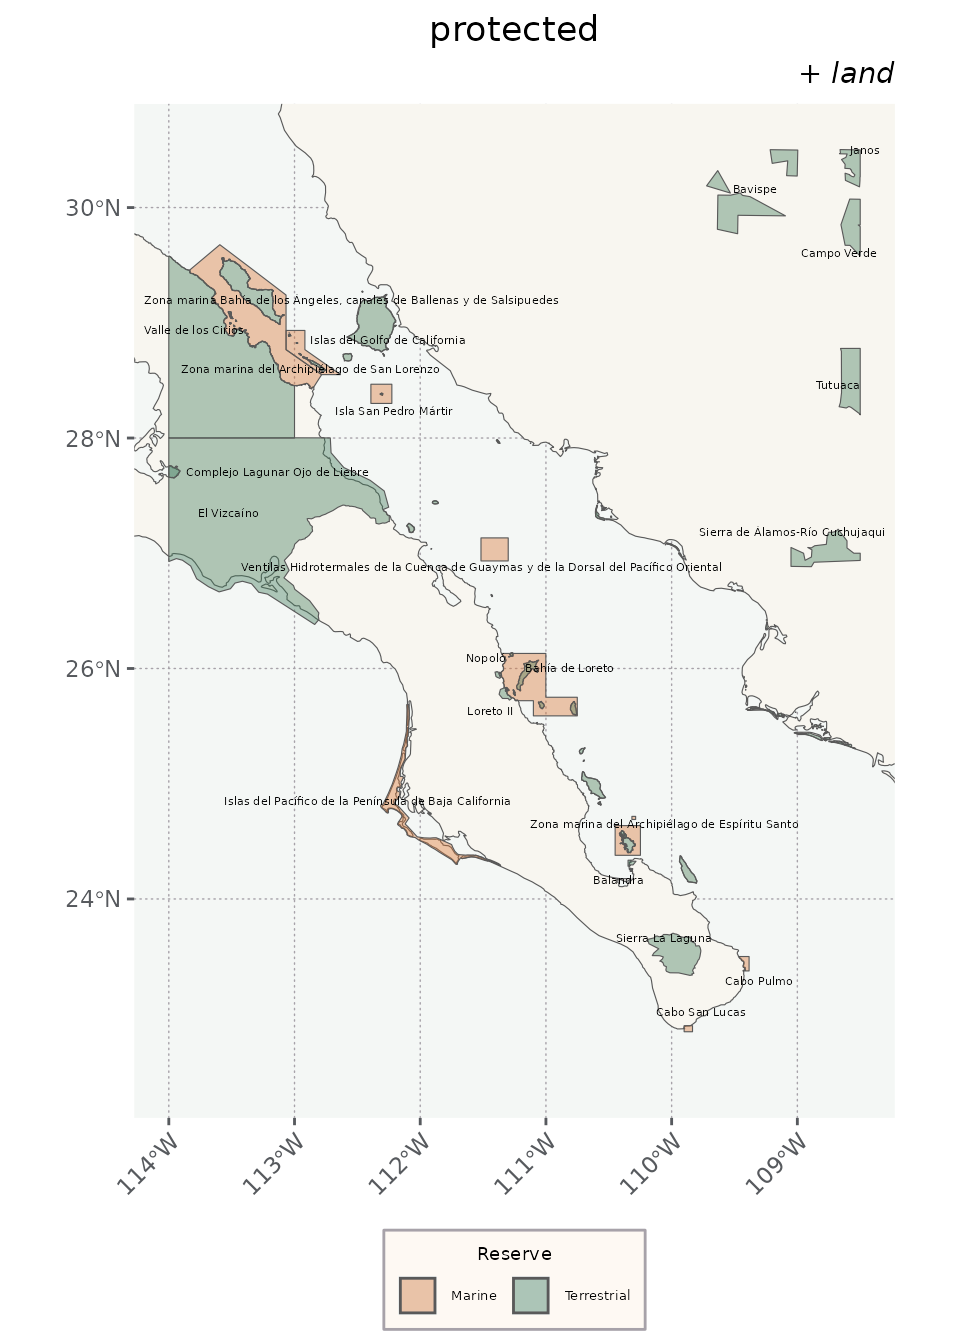 protected
+ land
Janos
Bavispe
30°N
Campo Verde
Zona marina Bahía de los Ángeles, canales de Ballenas y de Salsipuedes
Valle de los Cirios
Islas del Golfo de California
Zona marina del Archipiélago de San Lorenzo
Tutuaca
Isla San Pedro Mártir
28°N
Complejo Lagunar Ojo de Liebre
El Vizcaíno
Sierra de Álamos-Río Cuchujaqui
Ventilas Hidrotermales de la Cuenca de Guaymas y de la Dorsal del Pacífico Oriental
Nopoló
26°N
Bahía de Loreto
Loreto II
Islas del Pacífico de la Península de Baja California
Zona marina del Archipiélago de Espíritu Santo
Balandra
24°N
Sierra La Laguna
Cabo Pulmo
Cabo San Lucas
114°W
113°W
112°W
111°W
110°W
109°W
Reserve
Marine
Terrestrial